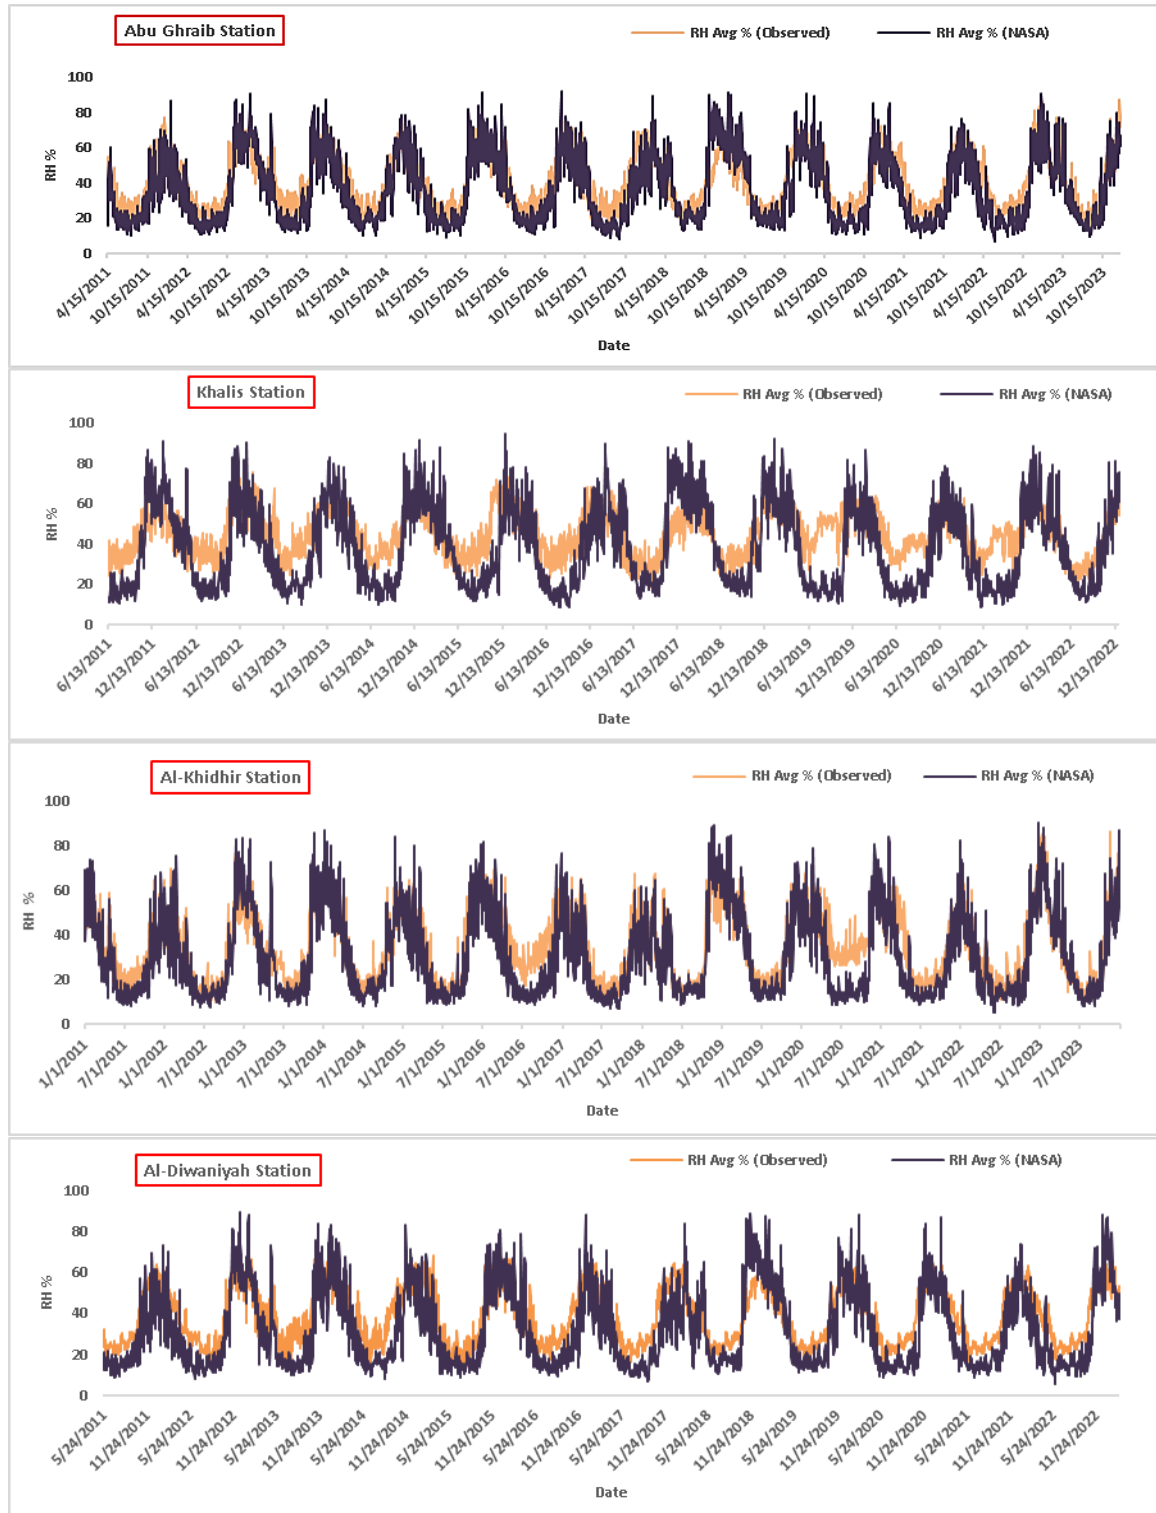 Abu Ghraib Station
RH Avg % (Observed) RH Avg % (NASA)
100
80
60
40
20
0
RH %
4/15/2011 10/15/2011 4/15/2012 10/15/2012 4/15/2013 10/15/2013 4/15/2014 10/15/2014 4/15/2015 10/15/2015 4/15/2016 10/15/2016 4/15/2017 10/15/2017 4/15/2018 10/15/2018 4/15/2019 10/15/2019 4/15/2020 10/15/2020 4/15/2021 10/15/2021 4/15/2022 10/15/2022 4/15/2023 10/15/2023
Date
Khalis Station
RH Avg % (Observed) RH Avg % (NASA)
100
80
60
40
20
0
RH %
6/13/2011 12/13/2011 6/13/2012 12/13/2012 6/13/2013 12/13/2013 6/13/2014 12/13/2014 6/13/2015 12/13/2015 6/13/2016 12/13/2016 6/13/2017 12/13/2017 6/13/2018 12/13/2018 6/13/2019 12/13/2019 6/13/2020 12/13/2020 6/13/2021 12/13/2021 6/13/2022 12/13/2022
Date
Al-Khidhir Station
RH Avg % (Observed) RH Avg % (NASA)
100
80
60
40
20
0
RH %
1/1/2011 7/1/2011 1/1/2012 7/1/2012 1/1/2013 7/1/2013 1/1/2014 7/1/2014 1/1/2015 7/1/2015 1/1/2016 7/1/2016 1/1/2017 7/1/2017 1/1/2018 7/1/2018 1/1/2019 7/1/2019 1/1/2020 7/1/2020 1/1/2021 7/1/2021 1/1/2022 7/1/2022 1/1/2023 7/1/2023
Date
Al-Diwaniyah Station
RH Avg % (Observed) RH Avg % (NASA)
100
80
60
40
20
0
RH %
5/24/2011 11/24/2011 5/24/2012 11/24/2012 5/24/2013 11/24/2013 5/24/2014 11/24/2014 5/24/2015 11/24/2015 5/24/2016 11/24/2016 5/24/2017 11/24/2017 5/24/2018 11/24/2018 5/24/2019 11/24/2019 5/24/2020 11/24/2020 5/24/2021 11/24/2021 5/24/2022 11/24/2022
Date